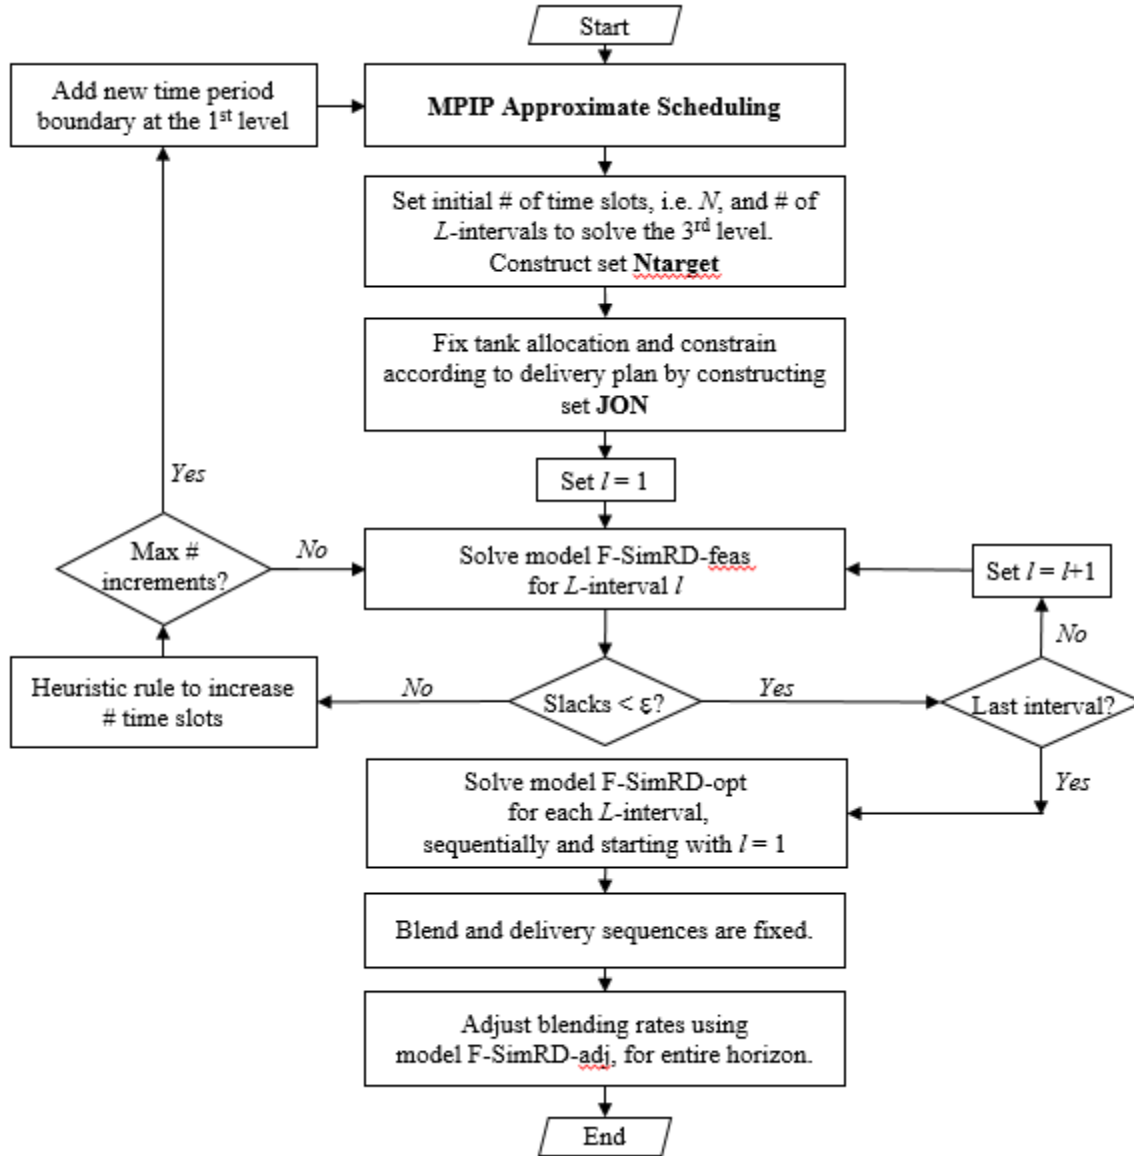 Start
Add new time period
boundary at the 1st level
MPIP Approximate Scheduling
Set initial # of time slots, i.e. N, and # of
L-intervals to solve the 3rd level.
Construct set Ntarget
Fix tank allocation and constrain
according to delivery plan by constructing
set JON
Yes
Set l = 1
Max #
increments?
No
Solve model F-SimRD-feas
for L-interval l
Set l = l+1
No
Heuristic rule to increase
# time slots
No
Slacks < ε?
Yes
Last interval?
Yes
Solve model F-SimRD-opt
for each L-interval,
sequentially and starting with l = 1
Blend and delivery sequences are fixed.
Adjust blending rates using
model F-SimRD-adj, for entire horizon.
End